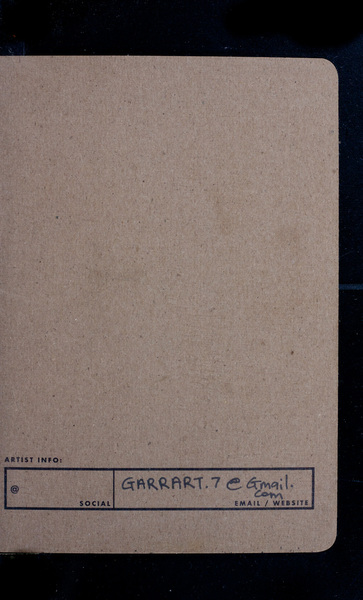 ARTIST INFO:
@ SOCIAL
GARRART.7@Gmail.
com
EMAIL / WEBSITE